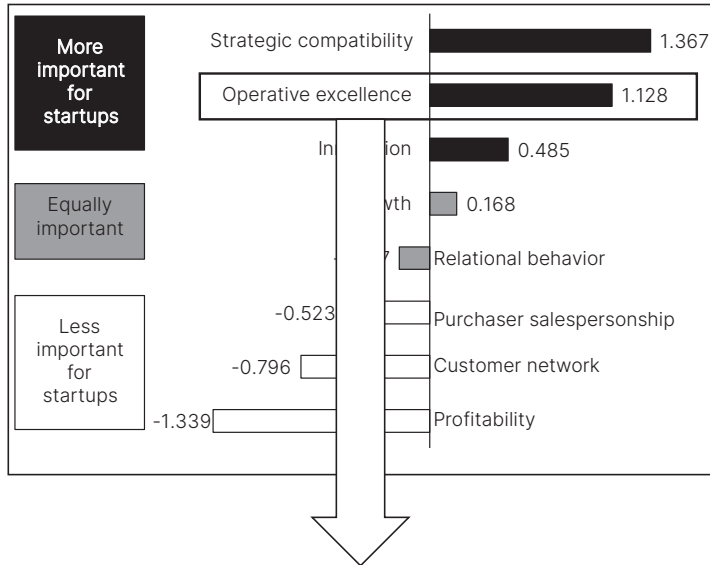 More
important
for
startups
Strategic compatibility
1.367
Operative excellence
1.128
0.485
Equally
important
0.168
Relational behavior
Less
important
for
startups
-0.523
Purchaser salespersonship
-0.796
Customer network
-1.339
Profitability